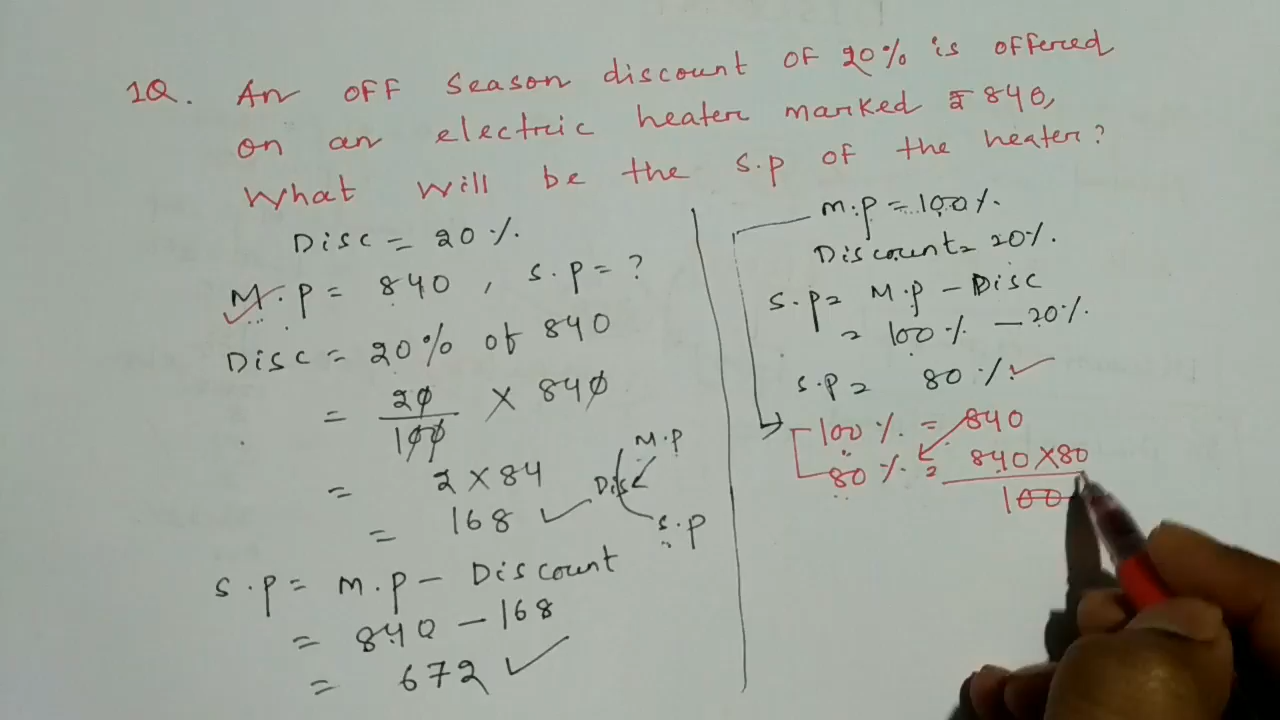 1Q. An OFF Season discount of 20% is offered
on an electric heater marked ₹ 840,
What will be the s.p of the heater?
Disc = 20 %.
M.p = 840 , s.p = ?
Disc = 20% of 840
= 20/100 × 840
= 2 × 84
= 168 ✓
Disc M.p s.p
s.p = M.p - Discount
= 840 - 168
= 672 ✓
M.p = 100%.
Discount = 20%.
s.p = M.p - Disc
= 100 % - 20%.
s.p = 80 %. ✓
100 %. = 840
80 %. = 840 × 80 / 100